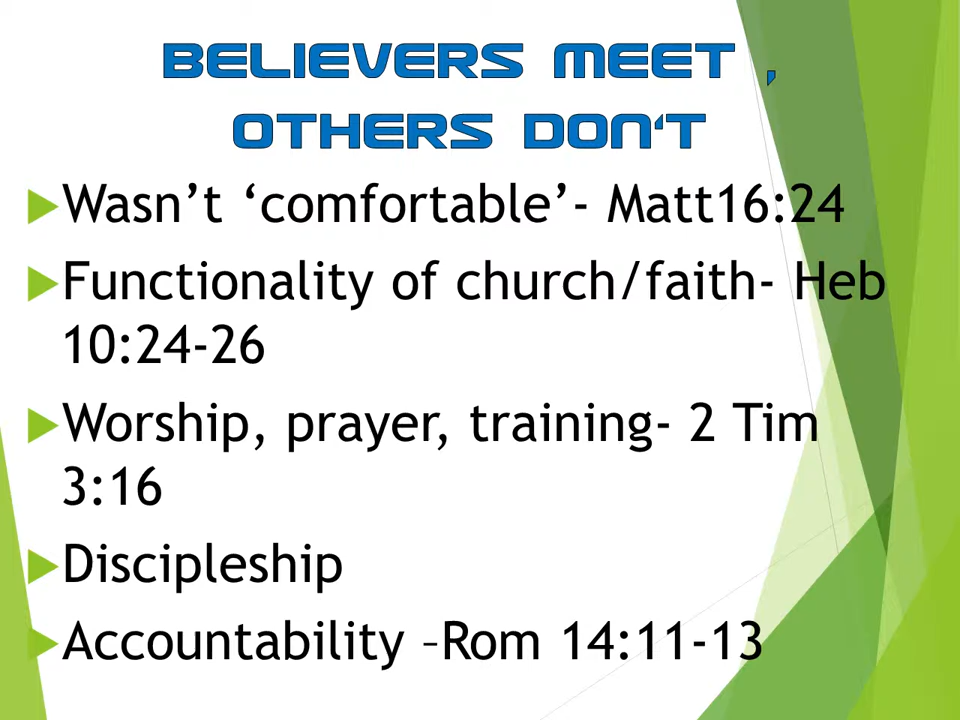 BELIEVERS MEET ,
OTHERS DON‘T
Wasn’t ‘comfortable’- Matt16:24
Functionality of church/faith- Heb
10:24-26
Worship, prayer, training- 2 Tim
3:16
Discipleship
Accountability –Rom 14:11-13